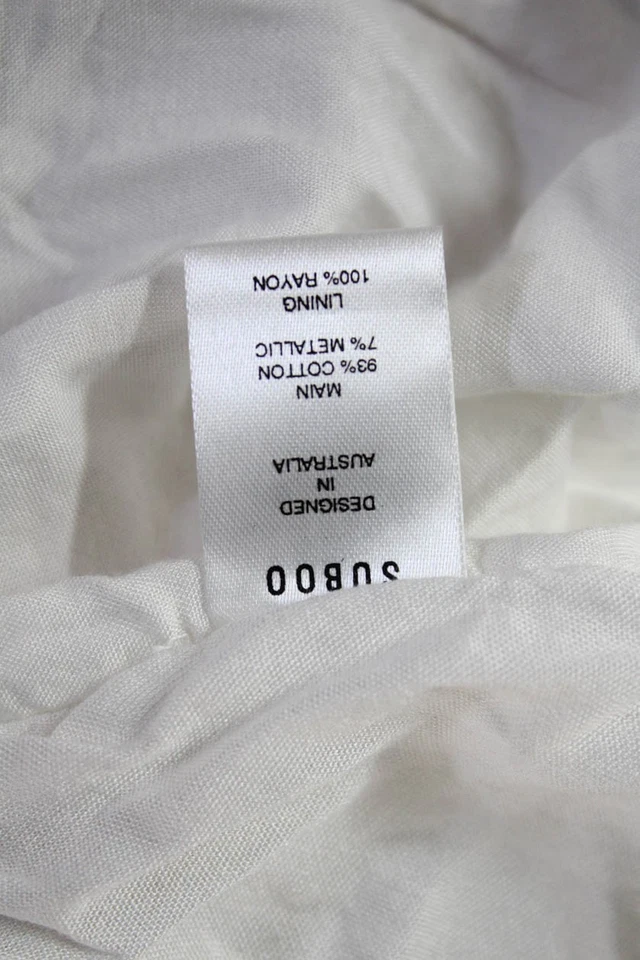 SUBOO
DESIGNED
IN
AUSTRALIA
MAIN
93% COTTON
7% METALLIC
LINING
100% RAYON